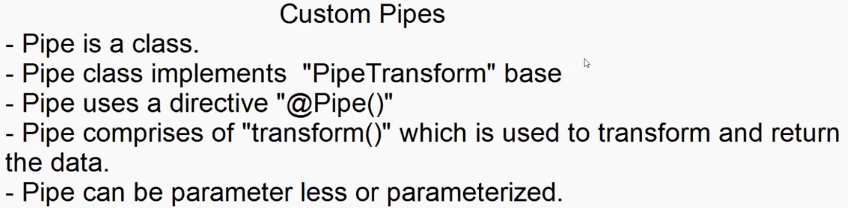 Custom Pipes
- Pipe is a class.
- Pipe class implements  "PipeTransform" base
- Pipe uses a directive "@Pipe()"
- Pipe comprises of "transform()" which is used to transform and return
the data.
- Pipe can be parameter less or parameterized.